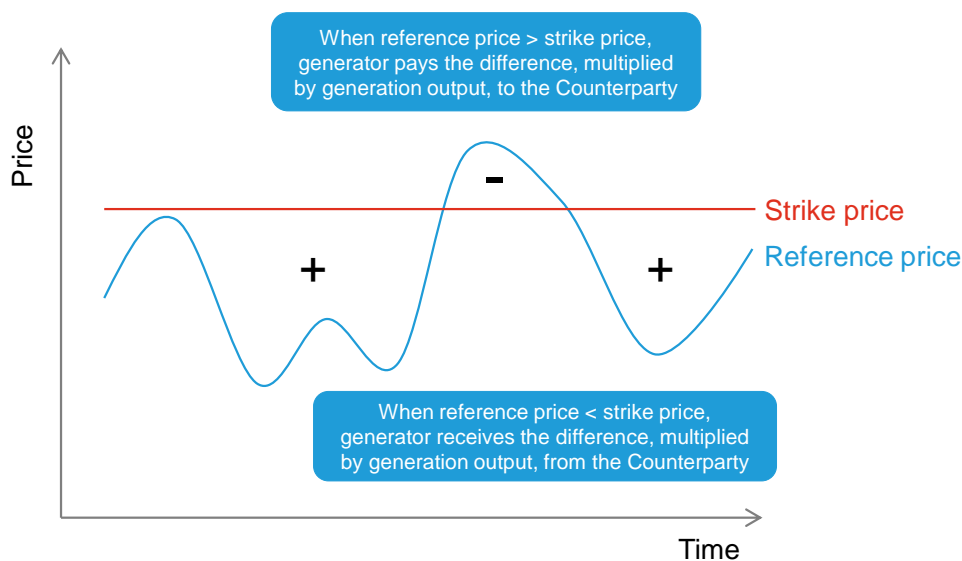 When reference price > strike price,
generator pays the difference, multiplied
by generation output, to the Counterparty
Price
-
Strike price
+
+
Reference price
When reference price < strike price,
generator receives the difference, multiplied
by generation output, from the Counterparty
Time